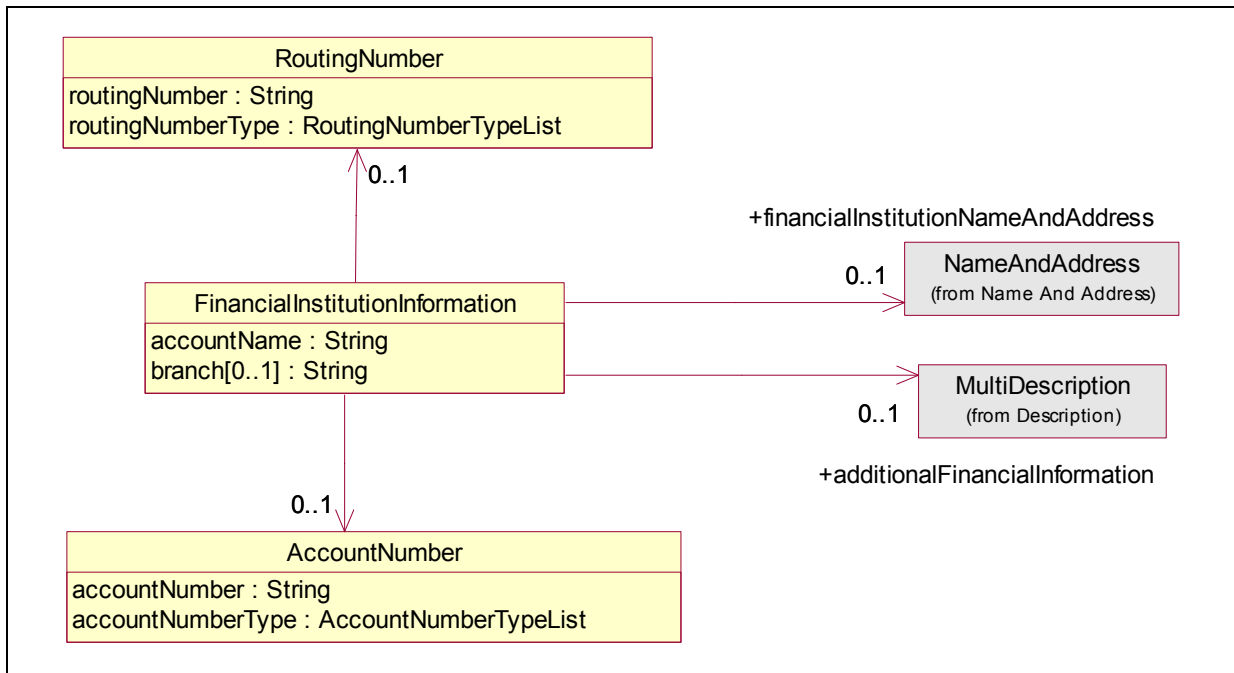 RoutingNumber
routingNumber : String
routingNumberType : RoutingNumberTypeList
0..1
+financialInstitutionNameAndAddress
NameAndAddress
(from Name And Address)
0..1
FinancialInstitutionInformation
accountName : String
branch[0..1] : String
MultiDescription
(from Description)
0..1
+additionalFinancialInformation
0..1
AccountNumber
accountNumber : String
accountNumberType : AccountNumberTypeList